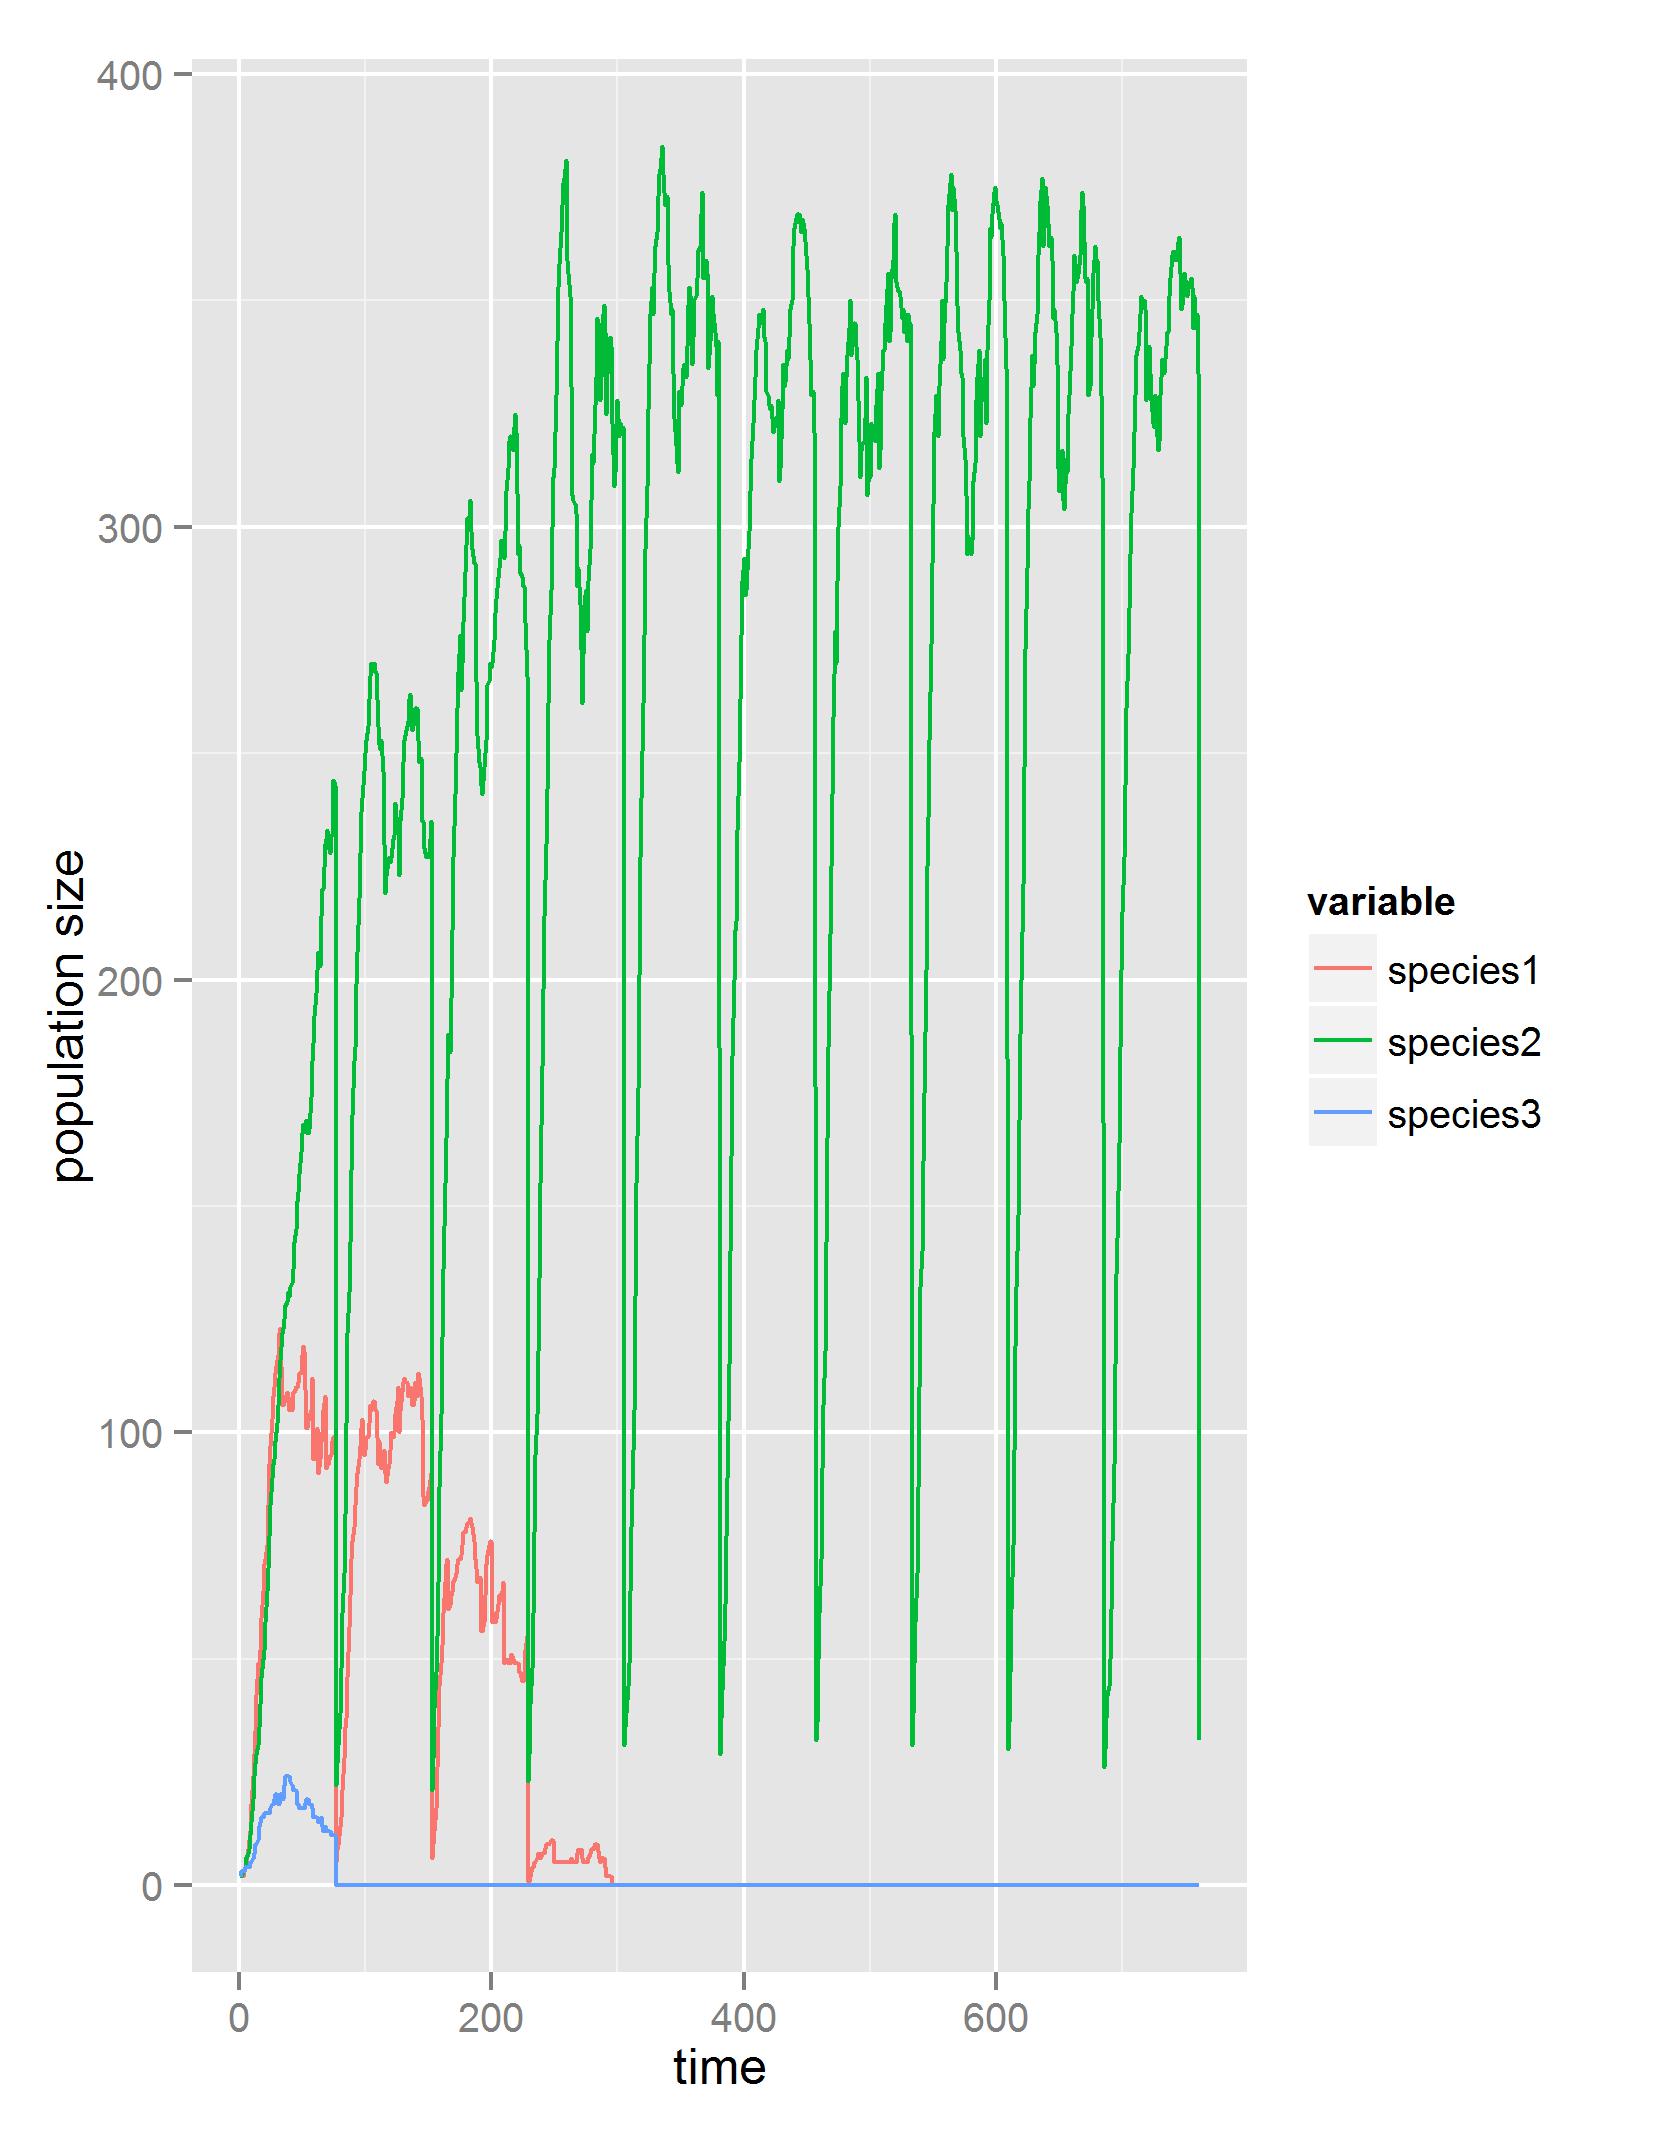 400
300
200
100
0
population size
0 200 400 600
time
variable
species1
species2
species3